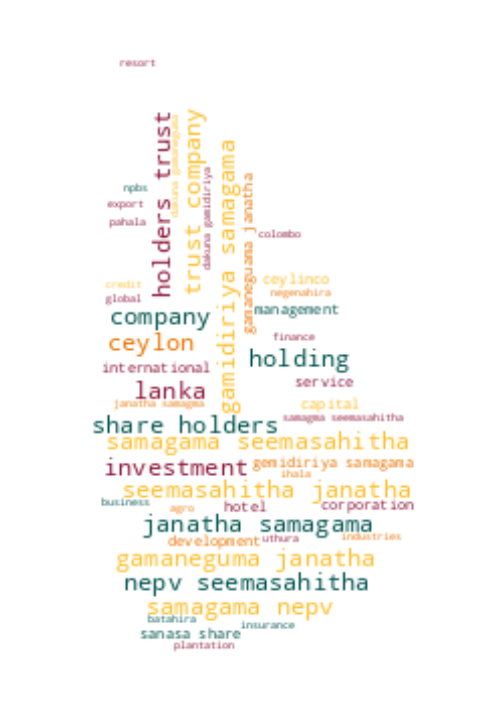 resort
holders trust
dakuna gamaneguma
trust company
dakuna gamidiriya
gamidiriya samagama
gamaneguama janatha
npbs
export
pahala
colombo
credit
ceylinco
global
negenahira
company
management
ceylon
finance
international
holding
lanka
service
janatha samagma
capital
share holders
samagma seemasahitha
samagama seemasahitha
investment
gemidiriya samagama
ihala
seemasahitha janatha
business
agro
hotel
corporation
janatha samagama
development
uthura
industries
gamaneguma janatha
nepv seemasahitha
samagama nepv
batahira
insurance
sanasa share
plantation